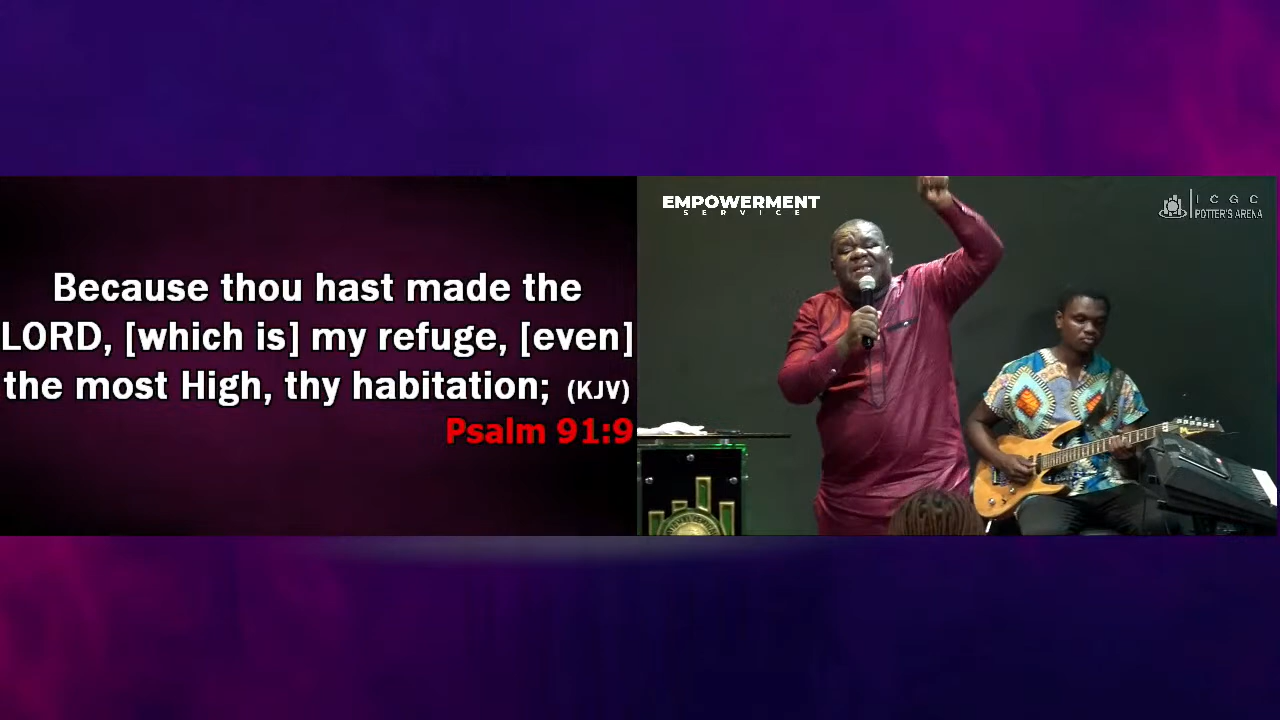 Because thou hast made the
LORD, [which is] my refuge, [even]
the most High, thy habitation; (KJV)
Psalm 91:9
EMPOWERMENT
SERVICE
ICGC
POTTER'S ARENA